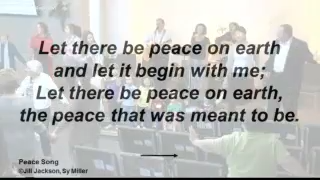 Let there be peace on earth
and let it begin with me;
Let there be peace on earth,
the peace that was meant to be.
Peace Song
©Jill Jackson, Sy Miller